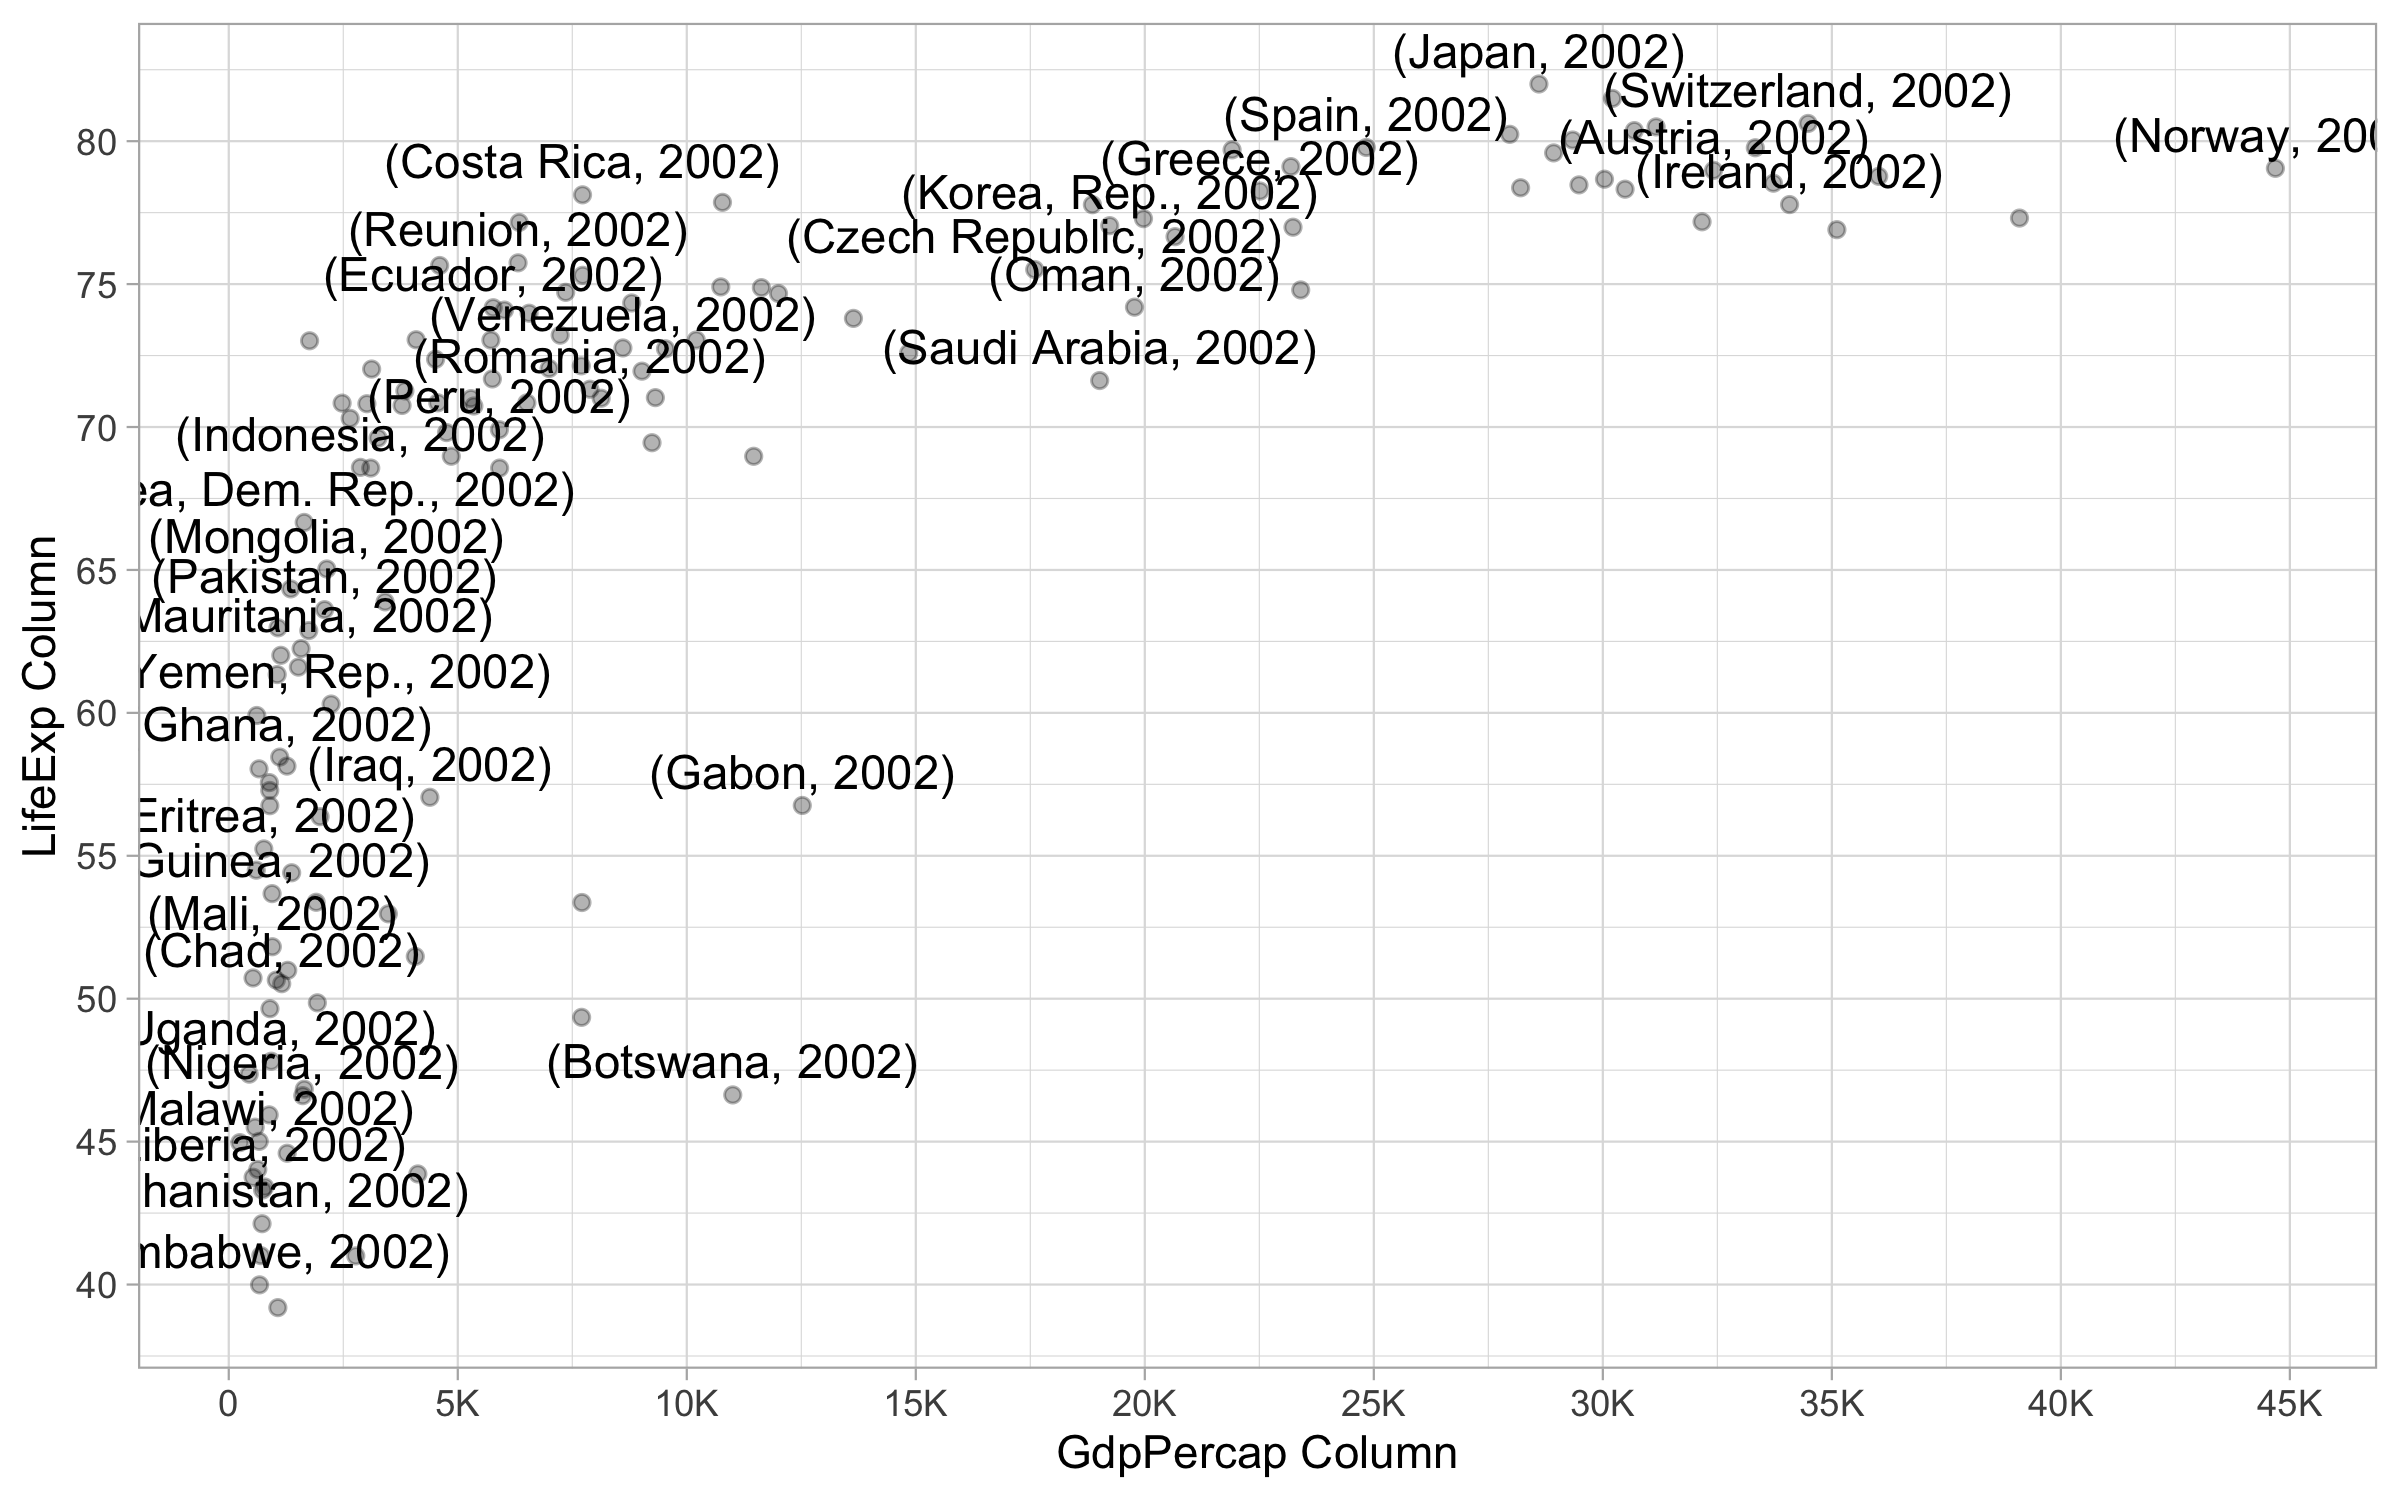 (Japan, 2002)
(Switzerland, 2002)
(Spain, 2002)
(Austria, 2002)
(Norway, 200
80
(Costa Rica, 2002)
(Greece, 2002)
(Ireland, 2002)
(Korea, Rep., 2002)
(Reunion, 2002)
(Czech Republic, 2002)
(Ecuador, 2002)
(Oman, 2002)
75
(Venezuela, 2002)
(Saudi Arabia, 2002)
(Romania, 2002)
(Peru, 2002)
70
(Indonesia, 2002)
ea, Dem. Rep., 2002)
(Mongolia, 2002)
65
(Pakistan, 2002)
Mauritania, 2002)
Yemen, Rep., 2002)
60
(Ghana, 2002)
(Iraq, 2002)
(Gabon, 2002)
Eritrea, 2002)
55
Guinea, 2002)
(Mali, 2002)
(Chad, 2002)
50
Uganda, 2002)
(Nigeria, 2002)
(Botswana, 2002)
Malawi, 2002)
45
iberia, 2002)
hanistan, 2002)
mbabwe, 2002)
40
LifeExp Column
0 5K 10K 15K 20K 25K 30K 35K 40K 45K
GdpPercap Column